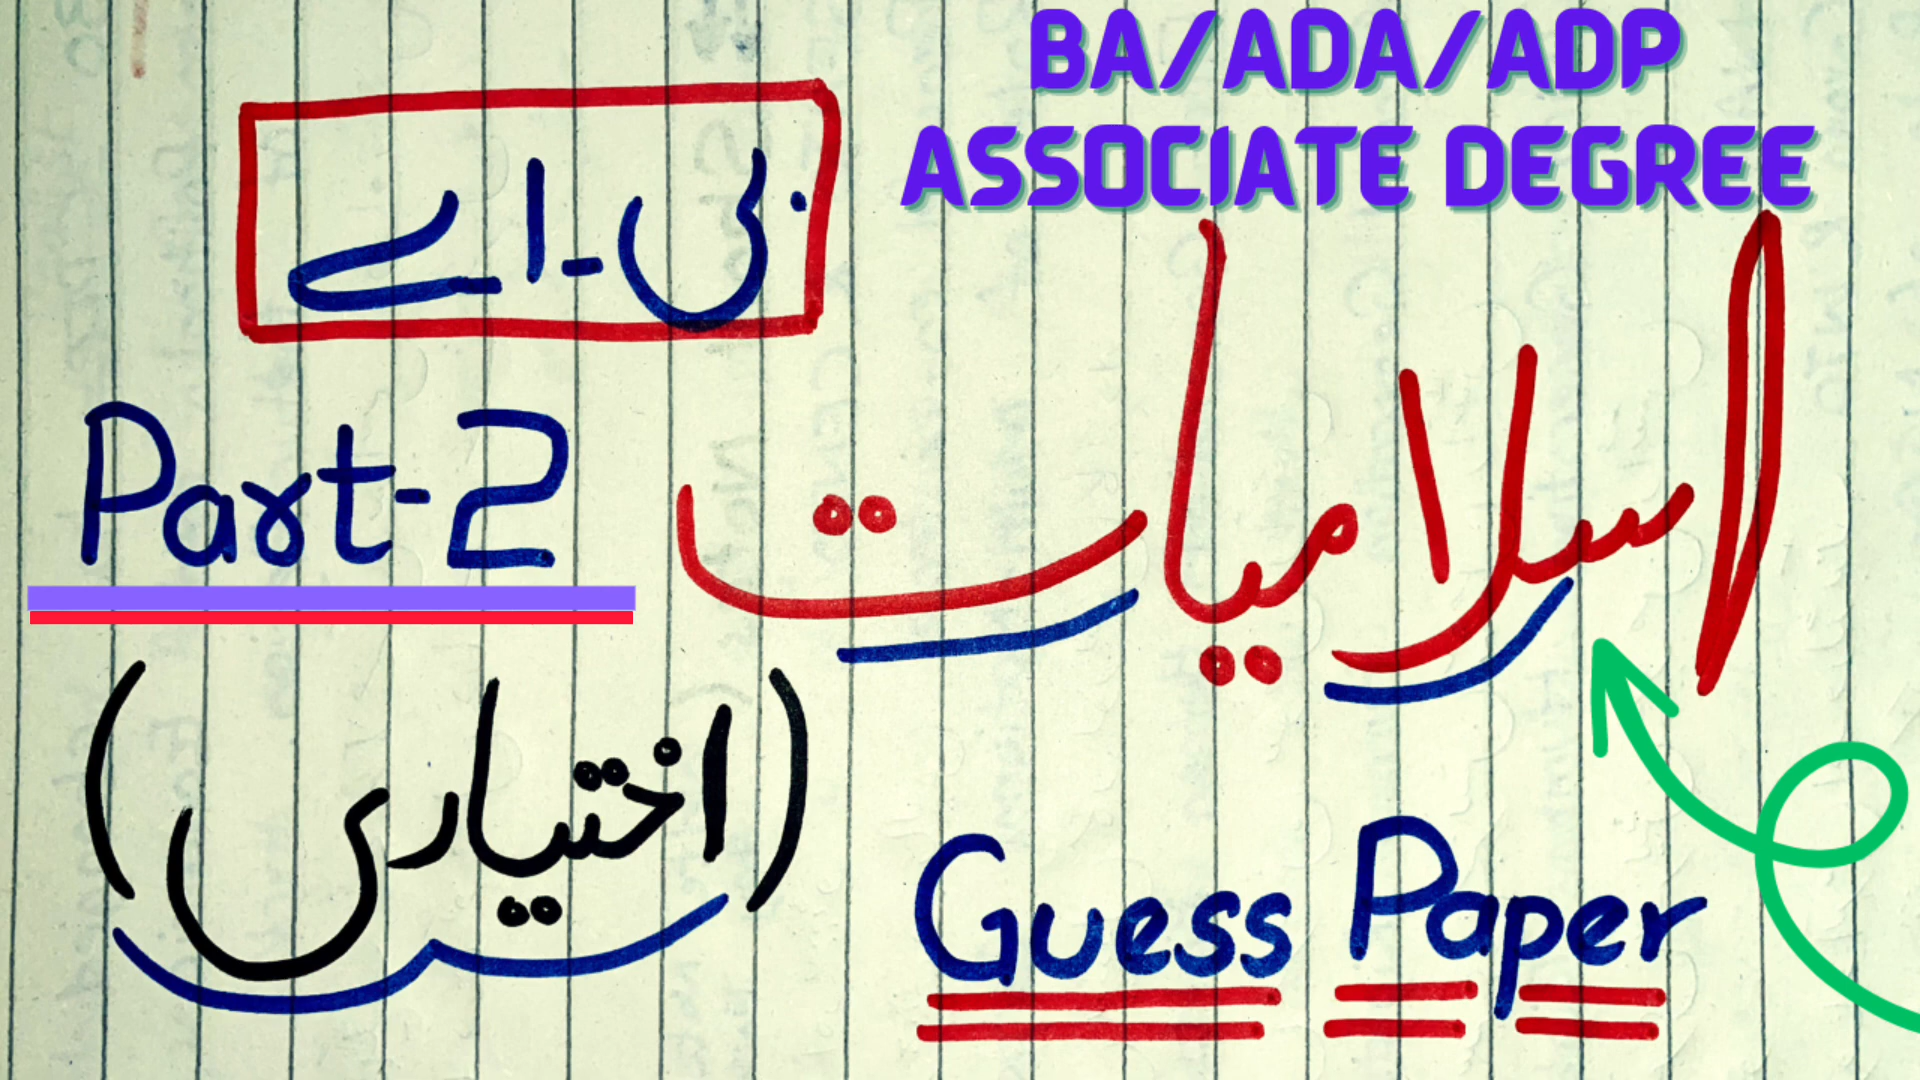 BA/ADA/ADP
ASSOCIATE DEGREE
بی-اے
اسلامیات
Part-2
(اختیاری)
Guess Paper